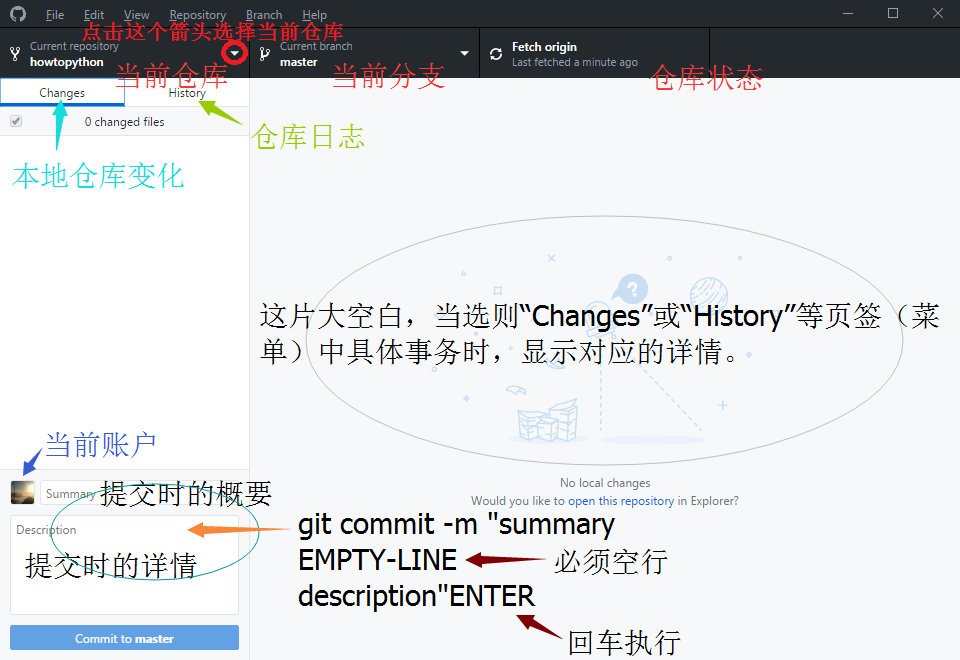 File Edit View Repository Branch Help
点击这个箭头选择当前仓库
Current repository
howtopython
当前仓库
Current branch
master
当前分支
Fetch origin
Last fetched a minute ago
仓库状态
Changes
History
0 changed files
仓库日志
本地仓库变化
?
这片大空白，当选则“Changes”或“History”等页签（菜
单）中具体事务时，显示对应的详情。
当前账户
Summary
提交时的概要
Description
提交时的详情
Commit to master
No local changes
Would you like to open this repository in Explorer?
git commit -m "summary
EMPTY-LINE
必须空行
description"ENTER
回车执行